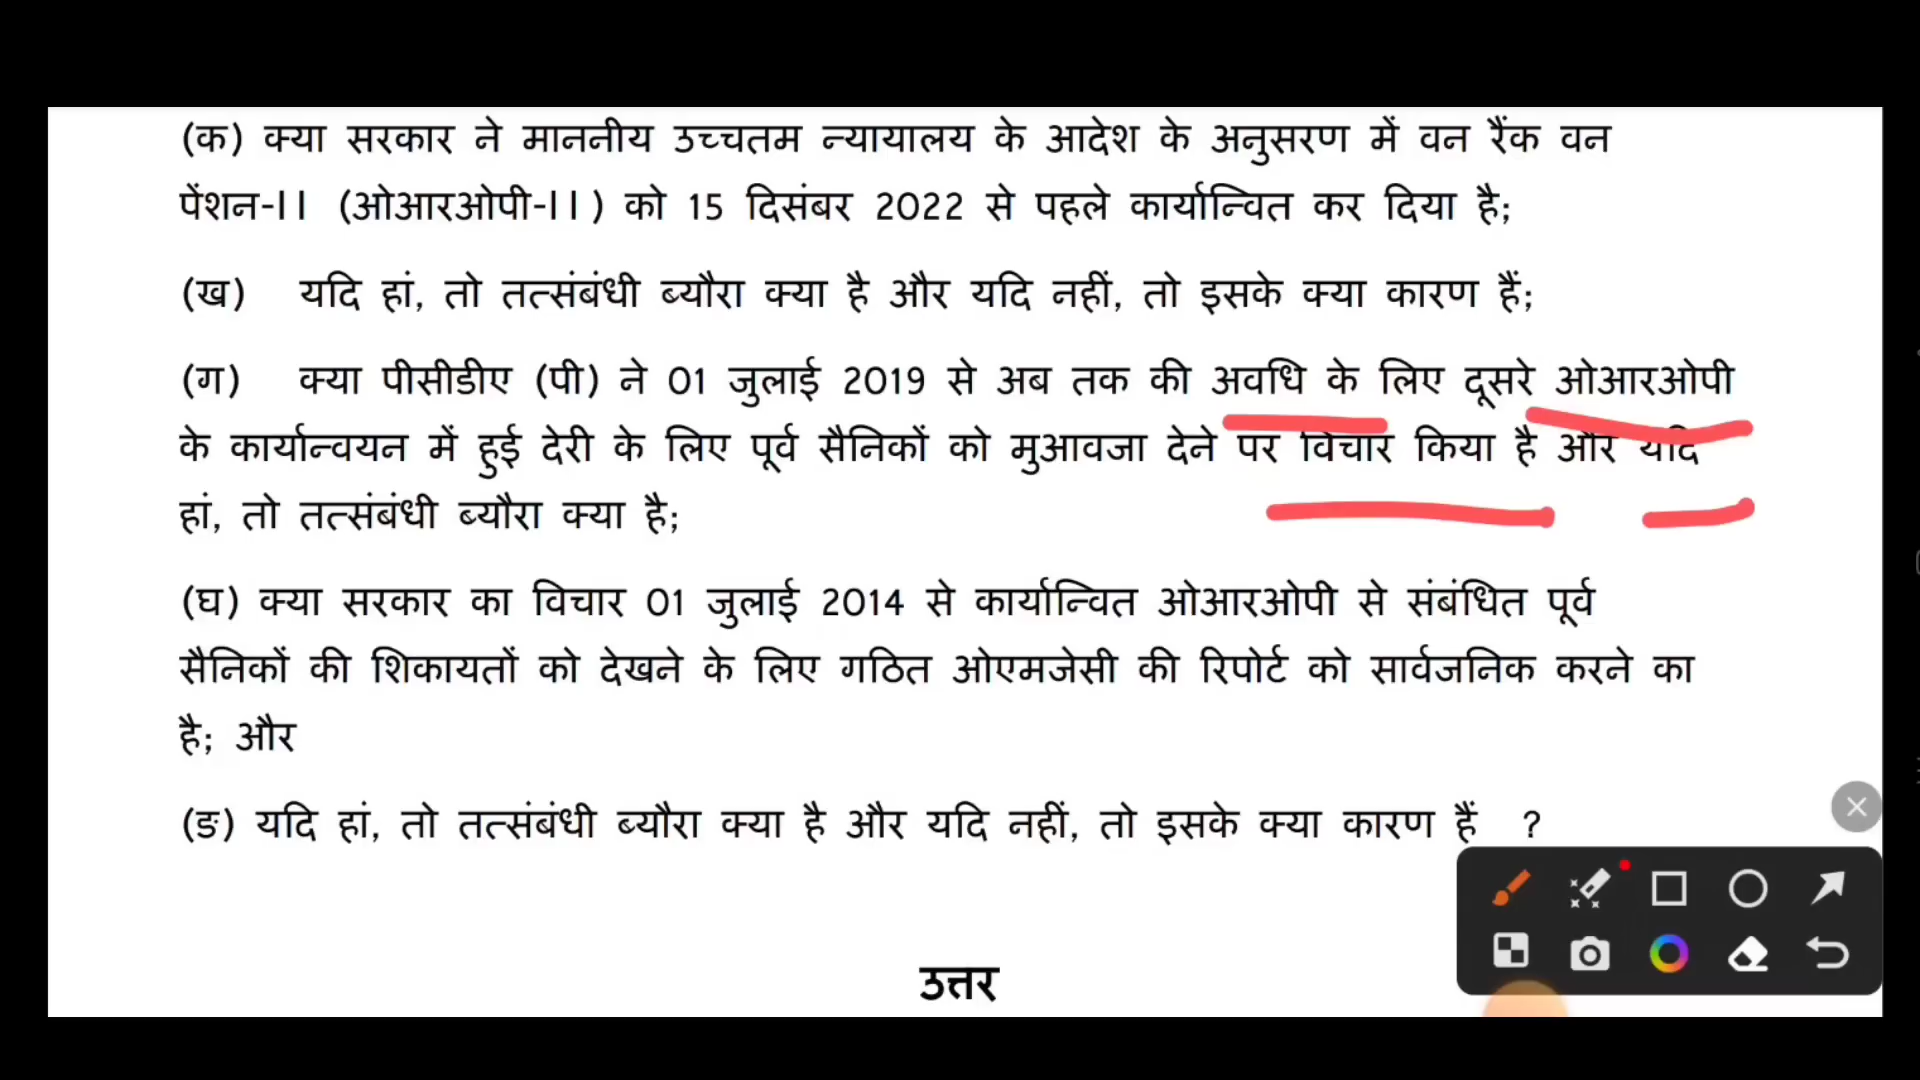 (क) क्या सरकार ने माननीय उच्चतम न्यायालय के आदेश के अनुसरण में वन रैंक वन
पेंशन-II (ओआरओपी-II) को 15 दिसंबर 2022 से पहले कार्यान्वित कर दिया है;
(ख) यदि हां, तो तत्संबंधी ब्यौरा क्या है और यदि नहीं, तो इसके क्या कारण हैं;
(ग) क्या पीसीडीए (पी) ने 01 जुलाई 2019 से अब तक की अवधि के लिए दूसरे ओआरओपी
के कार्यान्वयन में हुई देरी के लिए पूर्व सैनिकों को मुआवजा देने पर विचार किया है और यदि
हां, तो तत्संबंधी ब्यौरा क्या है;
(घ) क्या सरकार का विचार 01 जुलाई 2014 से कार्यान्वित ओआरओपी से संबंधित पूर्व
सैनिकों की शिकायतों को देखने के लिए गठित ओएमजेसी की रिपोर्ट को सार्वजनिक करने का
है; और
(ङ) यदि हां, तो तत्संबंधी ब्यौरा क्या है और यदि नहीं, तो इसके क्या कारण हैं ?
उत्तर